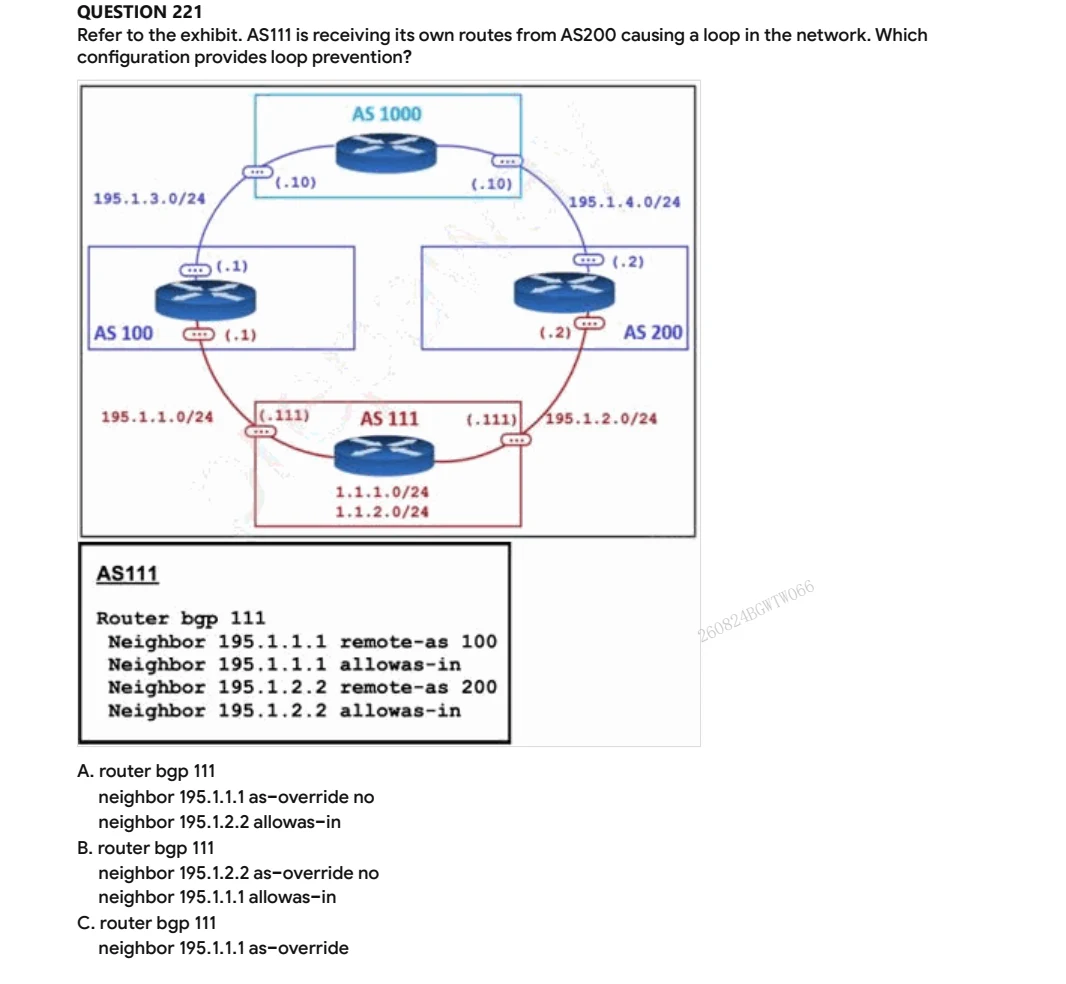 QUESTION 221
Refer to the exhibit. AS111 is receiving its own routes from AS200 causing a loop in the network. Which
configuration provides loop prevention?
AS 1000
(.10)
(.10)
195.1.3.0/24
195.1.4.0/24
(.1)
(.2)
AS 100
(.1)
(.2)
AS 200
195.1.1.0/24
(.111)
AS 111
(.111)
195.1.2.0/24
1.1.1.0/24
1.1.2.0/24
AS111
Router bgp 111
Neighbor 195.1.1.1 remote-as 100
Neighbor 195.1.1.1 allowas-in
Neighbor 195.1.2.2 remote-as 200
Neighbor 195.1.2.2 allowas-in
260824BGWTW066
A. router bgp 111
neighbor 195.1.1.1 as-override no
neighbor 195.1.2.2 allowas-in
B. router bgp 111
neighbor 195.1.2.2 as-override no
neighbor 195.1.1.1 allowas-in
C. router bgp 111
neighbor 195.1.1.1 as-override